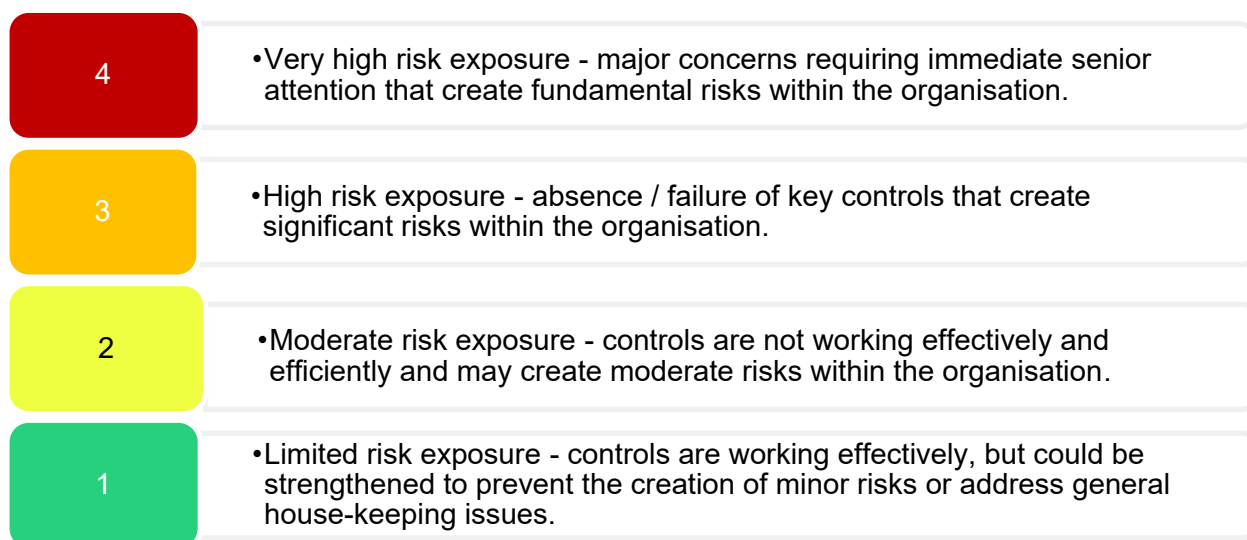 4
•Very high risk exposure - major concerns requiring immediate senior
attention that create fundamental risks within the organisation.
3
•High risk exposure - absence / failure of key controls that create
significant risks within the organisation.
2
•Moderate risk exposure - controls are not working effectively and
efficiently and may create moderate risks within the organisation.
1
•Limited risk exposure - controls are working effectively, but could be
strengthened to prevent the creation of minor risks or address general
house-keeping issues.